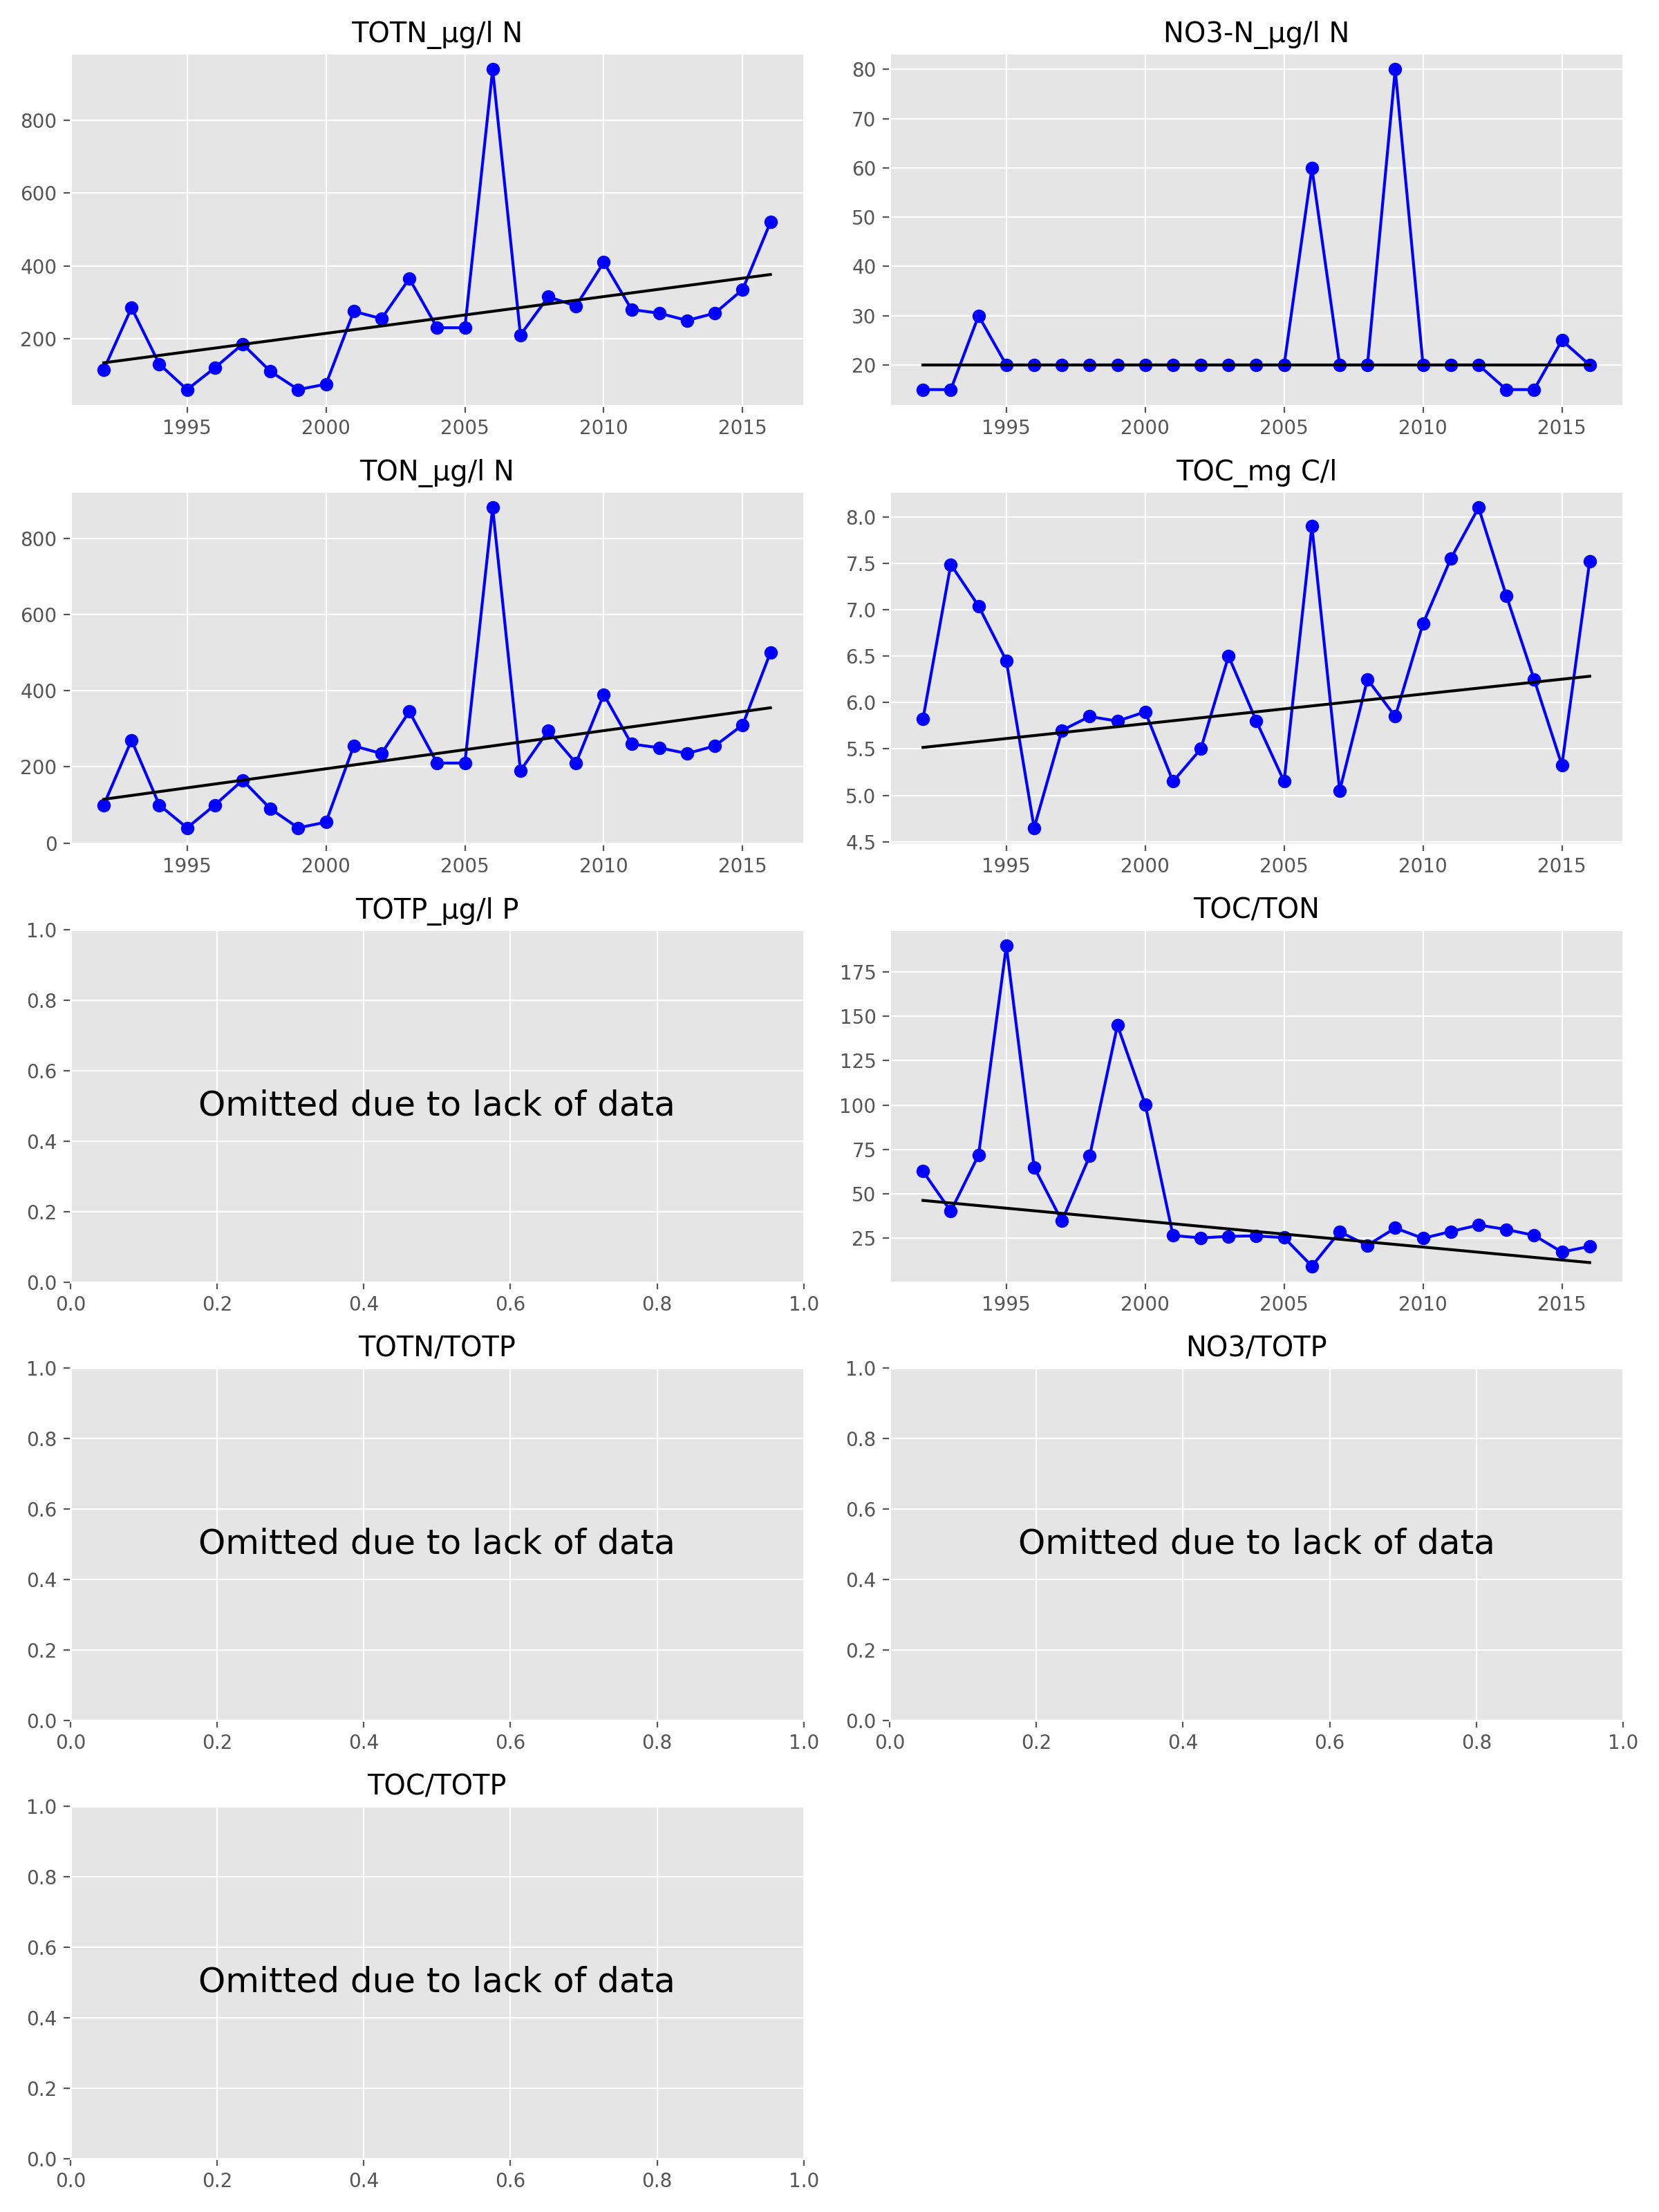 TOTN_µg/l N
800
600
400
200
1995 2000 2005 2010 2015
NO3-N_µg/l N
80
70
60
50
40
30
20
1995 2000 2005 2010 2015
TON_µg/l N
800
600
400
200
0
1995 2000 2005 2010 2015
TOC_mg C/l
8.0
7.5
7.0
6.5
6.0
5.5
5.0
4.5
1995 2000 2005 2010 2015
TOTP_µg/l P
1.0
0.8
0.6
Omitted due to lack of data
0.4
0.2
0.0
0.0 0.2 0.4 0.6 0.8 1.0
TOC/TON
175
150
125
100
75
50
25
1995 2000 2005 2010 2015
TOTN/TOTP
1.0
0.8
0.6
Omitted due to lack of data
0.4
0.2
0.0
0.0 0.2 0.4 0.6 0.8 1.0
NO3/TOTP
1.0
0.8
0.6
Omitted due to lack of data
0.4
0.2
0.0
0.0 0.2 0.4 0.6 0.8 1.0
TOC/TOTP
1.0
0.8
0.6
Omitted due to lack of data
0.4
0.2
0.0
0.0 0.2 0.4 0.6 0.8 1.0